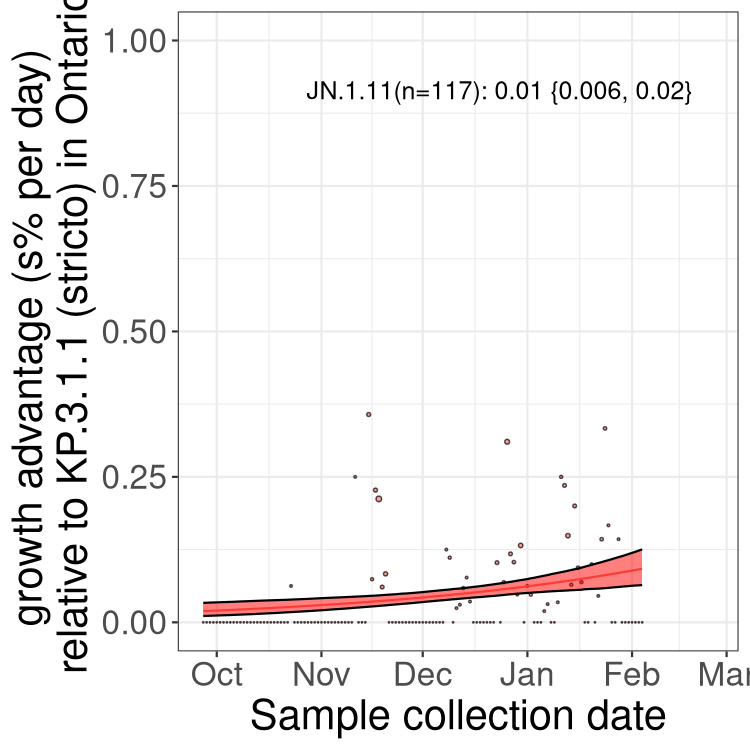 growth advantage (s% per day)
relative to KP.3.1.1 (stricto) in Ontario
1.00
0.75
0.50
0.25
0.00
JN.1.11(n=117): 0.01 {0.006, 0.02}
Oct Nov Dec Jan Feb Mar
Sample collection date